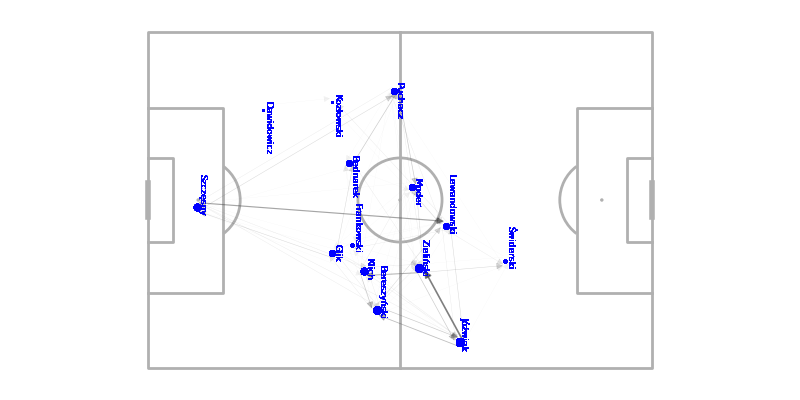 Szczęsny
Dawidowicz
Kozłowski
Bednarek
Frankowski
Glik
Klich
Bereszyński
Puchacz
Moder
Zieliński
Lewandowski
Jóźwiak
Świderski